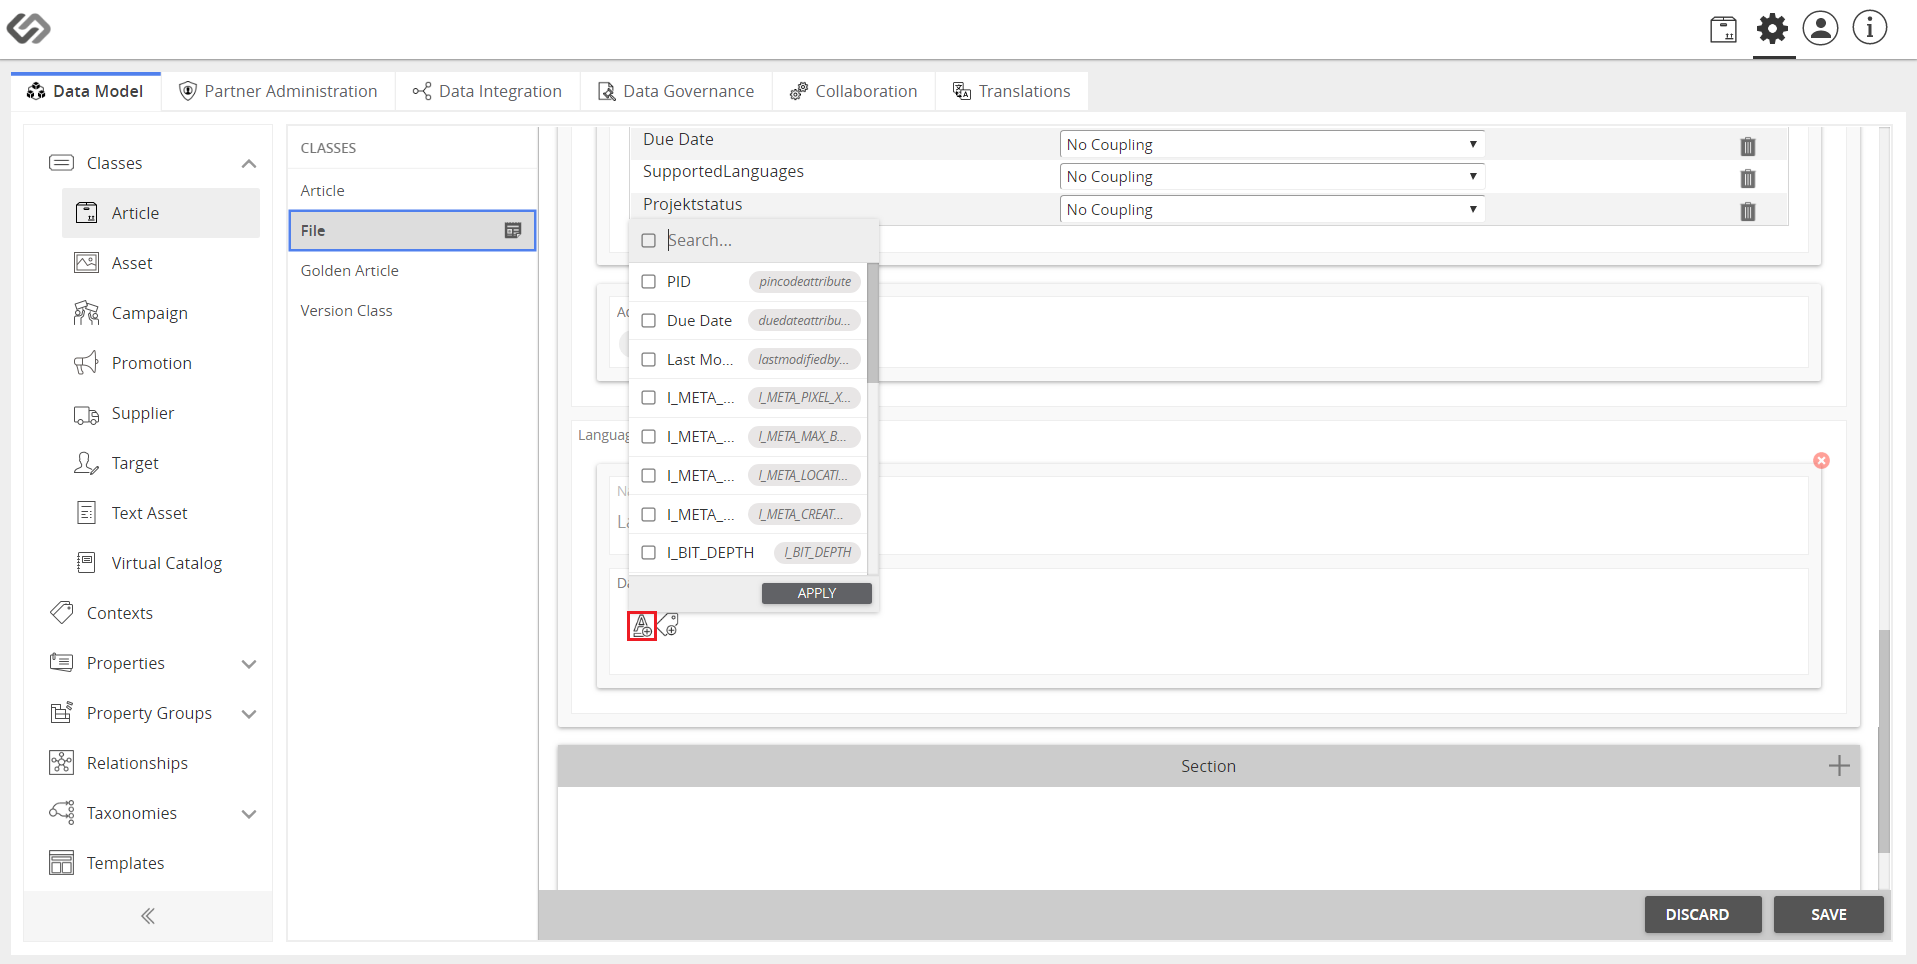 Data Model
Partner Administration
Data Integration
Data Governance
Collaboration
Translations
Classes
Article
Asset
Campaign
Promotion
Supplier
Target
Text Asset
Virtual Catalog
Contexts
Properties
Property Groups
Relationships
Taxonomies
Templates
CLASSES
Article
File
Golden Article
Version Class
Due Date No Coupling
SupportedLanguages No Coupling
Projektstatus No Coupling
Search...
PID pincodeattribute
Due Date duedateattribu...
Last Mo... lastmodifiedby...
I_META_... I_META_PIXEL_X...
I_META_... I_META_MAX_B...
I_META_... I_META_LOCATI...
I_META_... I_META_CREAT...
I_BIT_DEPTH I_BIT_DEPTH
APPLY
Section
DISCARD
SAVE